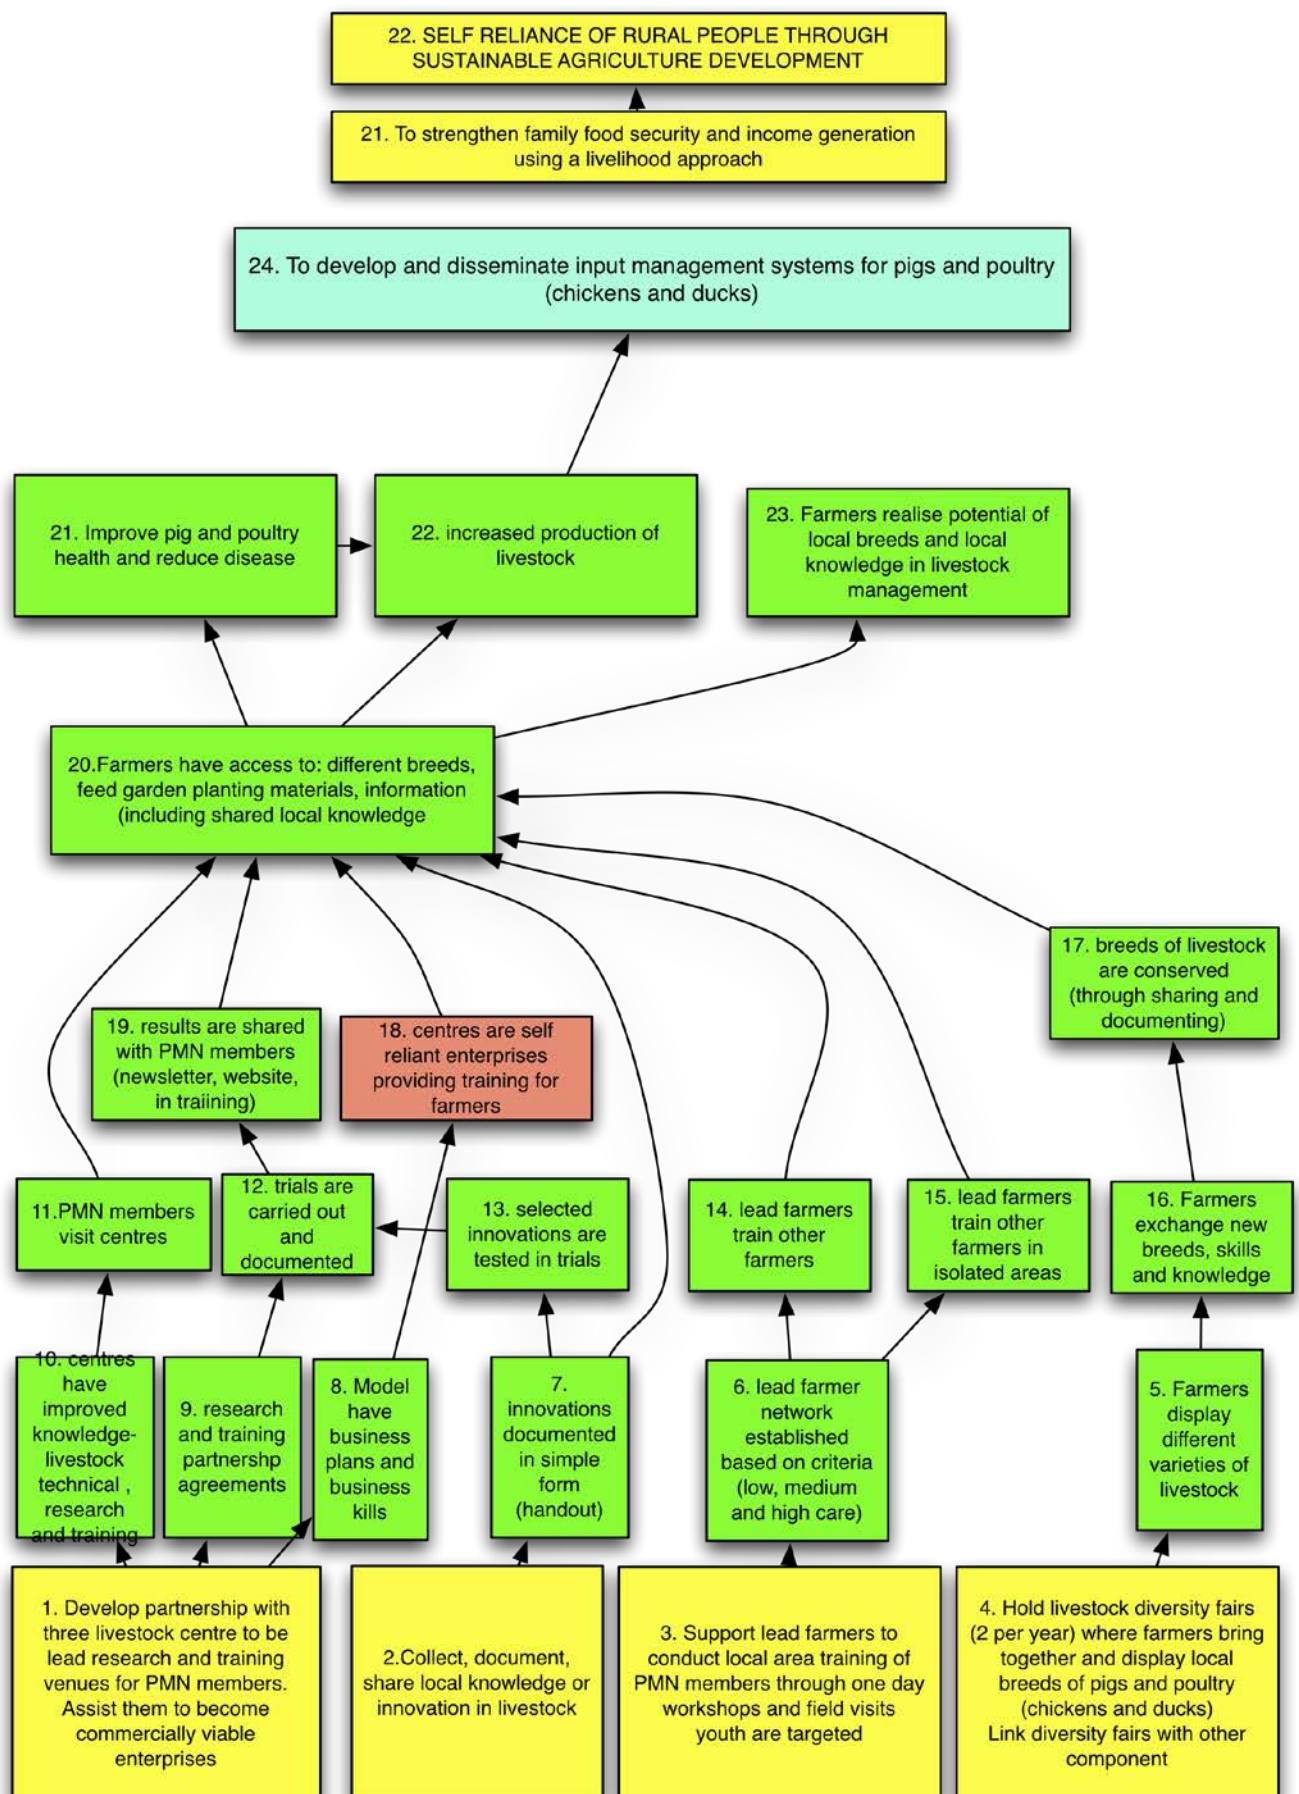 22. SELF RELIANCE OF RURAL PEOPLE THROUGH
SUSTAINABLE AGRICULTURE DEVELOPMENT
21. To strengthen family food security and income generation
using a livelihood approach
24. To develop and disseminate input management systems for pigs and poultry
(chickens and ducks)
21. Improve pig and poultry
health and reduce disease
22. increased production of
livestock
23. Farmers realise potential of
local breeds and local
knowledge in livestock
management
20.Farmers have access to: different breeds,
feed garden planting materials, information
(including shared local knowledge
17. breeds of livestock
are conserved
(through sharing and
documenting)
19. results are shared
with PMN members
(newsletter, website,
in traiining)
18. centres are self
reliant enterprises
providing training for
farmers
11.PMN members
visit centres
12. trials are
carried out
and
documented
13. selected
innovations are
tested in trials
14. lead farmers
train other
farmers
15. lead farmers
train other
farmers in
isolated areas
16. Farmers
exchange new
breeds, skills
and knowledge
10. centres
have
improved
knowledge-
livestock
technical ,
research
and training
9. research
and training
partnershp
agreements
8. Model
have
business
plans and
business
kills
7.
innovations
documented
in simple
form
(handout)
6. lead farmer
network
established
based on criteria
(low, medium
and high care)
5. Farmers
display
different
varieties of
livestock
1. Develop partnership with
three livestock centre to be
lead research and training
venues for PMN members.
Assist them to become
commercially viable
enterprises
2.Collect, document,
share local knowledge or
innovation in livestock
3. Support lead farmers to
conduct local area training of
PMN members through one day
workshops and field visits
youth are targeted
4. Hold livestock diversity fairs
(2 per year) where farmers bring
together and display local
breeds of pigs and poultry
(chickens and ducks)
Link diversity fairs with other
component